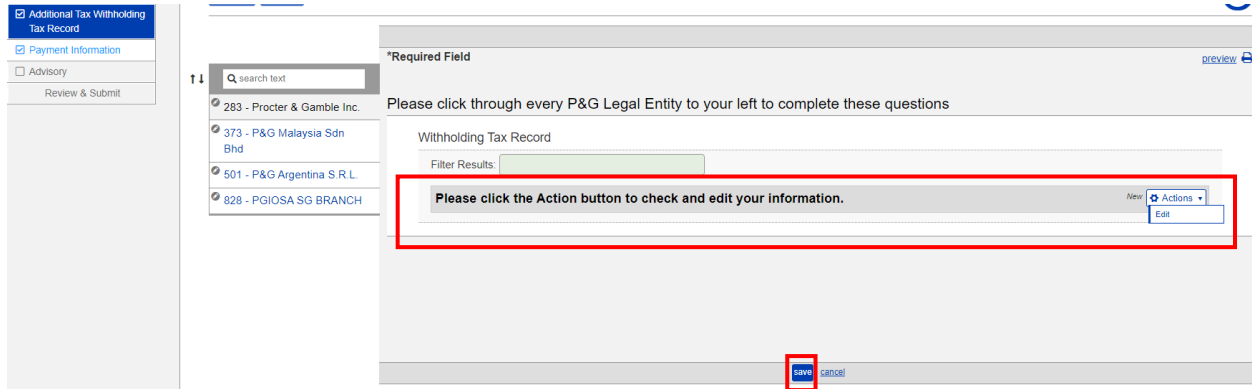 Additional Tax Withholding
Tax Record
Payment Information
Advisory
Review & Submit
search text
283 - Procter & Gamble Inc.
373 - P&G Malaysia Sdn
Bhd
501 - P&G Argentina S.R.L.
828 - PGIOSA SG BRANCH
*Required Field
preview
Please click through every P&G Legal Entity to your left to complete these questions
Withholding Tax Record
Filter Results:
Please click the Action button to check and edit your information.
New Actions
Edit
save cancel